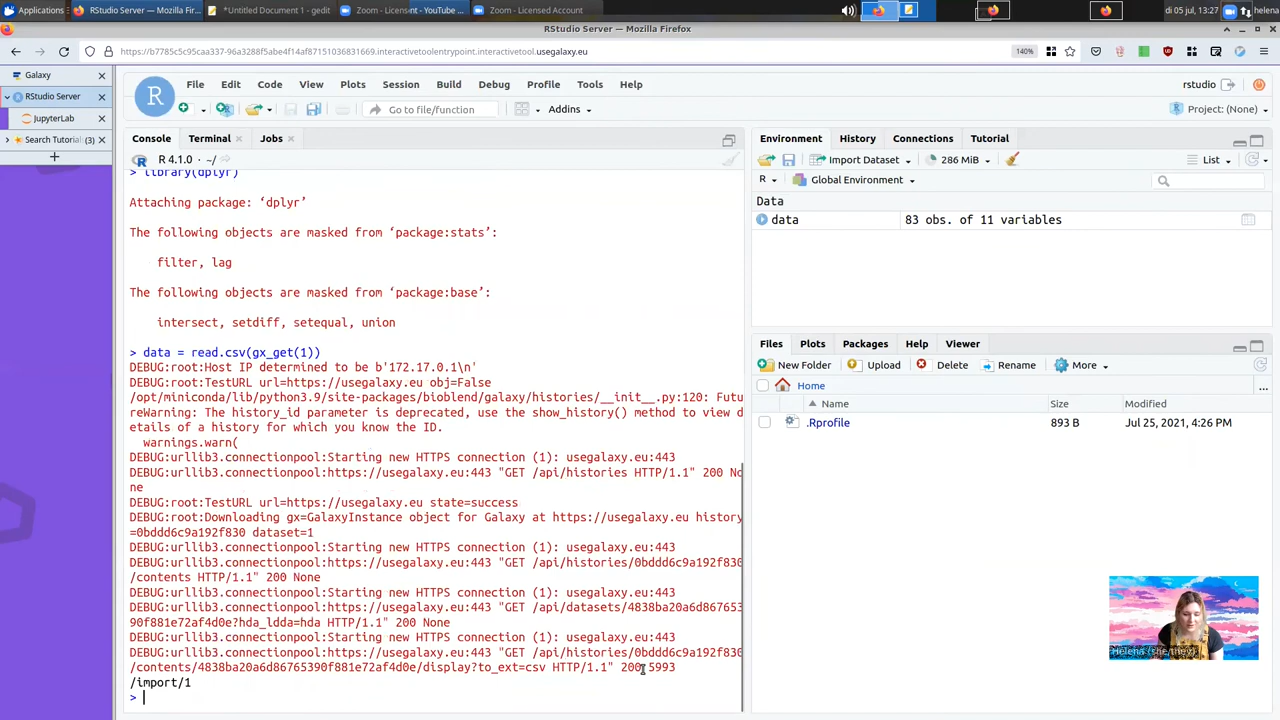 Applications
RStudio Server — Mozilla F...
*Untitled Document 1 - gedit
Zoom - Licensen - YouTube ...
Zoom - Licensed Account
di 05 jul, 13:27
helena
RStudio Server — Mozilla Firefox
https://b7785c5c95caa337-96a3288f5abe4f14af87151036831669.interactivetoolentrypoint.interactivetool.usegalaxy.eu
140%
Galaxy
RStudio Server
JupyterLab
Search Tutorial (3)
File Edit Code View Plots Session Build Debug Profile Tools Help
rstudio
Go to file/function
Addins
Project: (None)
Console Terminal Jobs
R 4.1.0 · ~/
> library(dplyr)
Attaching package: ‘dplyr’
The following objects are masked from ‘package:stats’:
filter, lag
The following objects are masked from ‘package:base’:
intersect, setdiff, setequal, union
> data = read.csv(gx_get(1))
DEBUG:root:Host IP determined to be b'172.17.0.1\n'
DEBUG:root:TestURL url=https://usegalaxy.eu obj=False
/opt/miniconda/lib/python3.9/site-packages/bioblend/galaxy/histories/__init__.py:120: Futu
reWarning: The history_id parameter is deprecated, use the show_history() method to view d
etails of a history for which you know the ID.
warnings.warn(
DEBUG:urllib3.connectionpool:Starting new HTTPS connection (1): usegalaxy.eu:443
DEBUG:urllib3.connectionpool:https://usegalaxy.eu:443 "GET /api/histories HTTP/1.1" 200 No
ne
DEBUG:root:TestURL url=https://usegalaxy.eu state=success
DEBUG:root:Downloading gx=GalaxyInstance object for Galaxy at https://usegalaxy.eu history
=0bddd6c9a192f830 dataset=1
DEBUG:urllib3.connectionpool:Starting new HTTPS connection (1): usegalaxy.eu:443
DEBUG:urllib3.connectionpool:https://usegalaxy.eu:443 "GET /api/histories/0bddd6c9a192f830
/contents HTTP/1.1" 200 None
DEBUG:urllib3.connectionpool:Starting new HTTPS connection (1): usegalaxy.eu:443
DEBUG:urllib3.connectionpool:https://usegalaxy.eu:443 "GET /api/datasets/4838ba20a6d867653
90f881e72af4d0e?hda_ldda=hda HTTP/1.1" 200 None
DEBUG:urllib3.connectionpool:Starting new HTTPS connection (1): usegalaxy.eu:443
DEBUG:urllib3.connectionpool:https://usegalaxy.eu:443 "GET /api/histories/0bddd6c9a192f830
/contents/4838ba20a6d86765390f881e72af4d0e/display?to_ext=csv HTTP/1.1" 200 5993
/import/1
>
Environment History Connections Tutorial
Import Dataset 286 MiB List
R Global Environment
Data
data 83 obs. of 11 variables
Files Plots Packages Help Viewer
New Folder Upload Delete Rename More
Home
Name Size Modified
.Rprofile 893 B Jul 25, 2021, 4:26 PM
Helena (she/they)